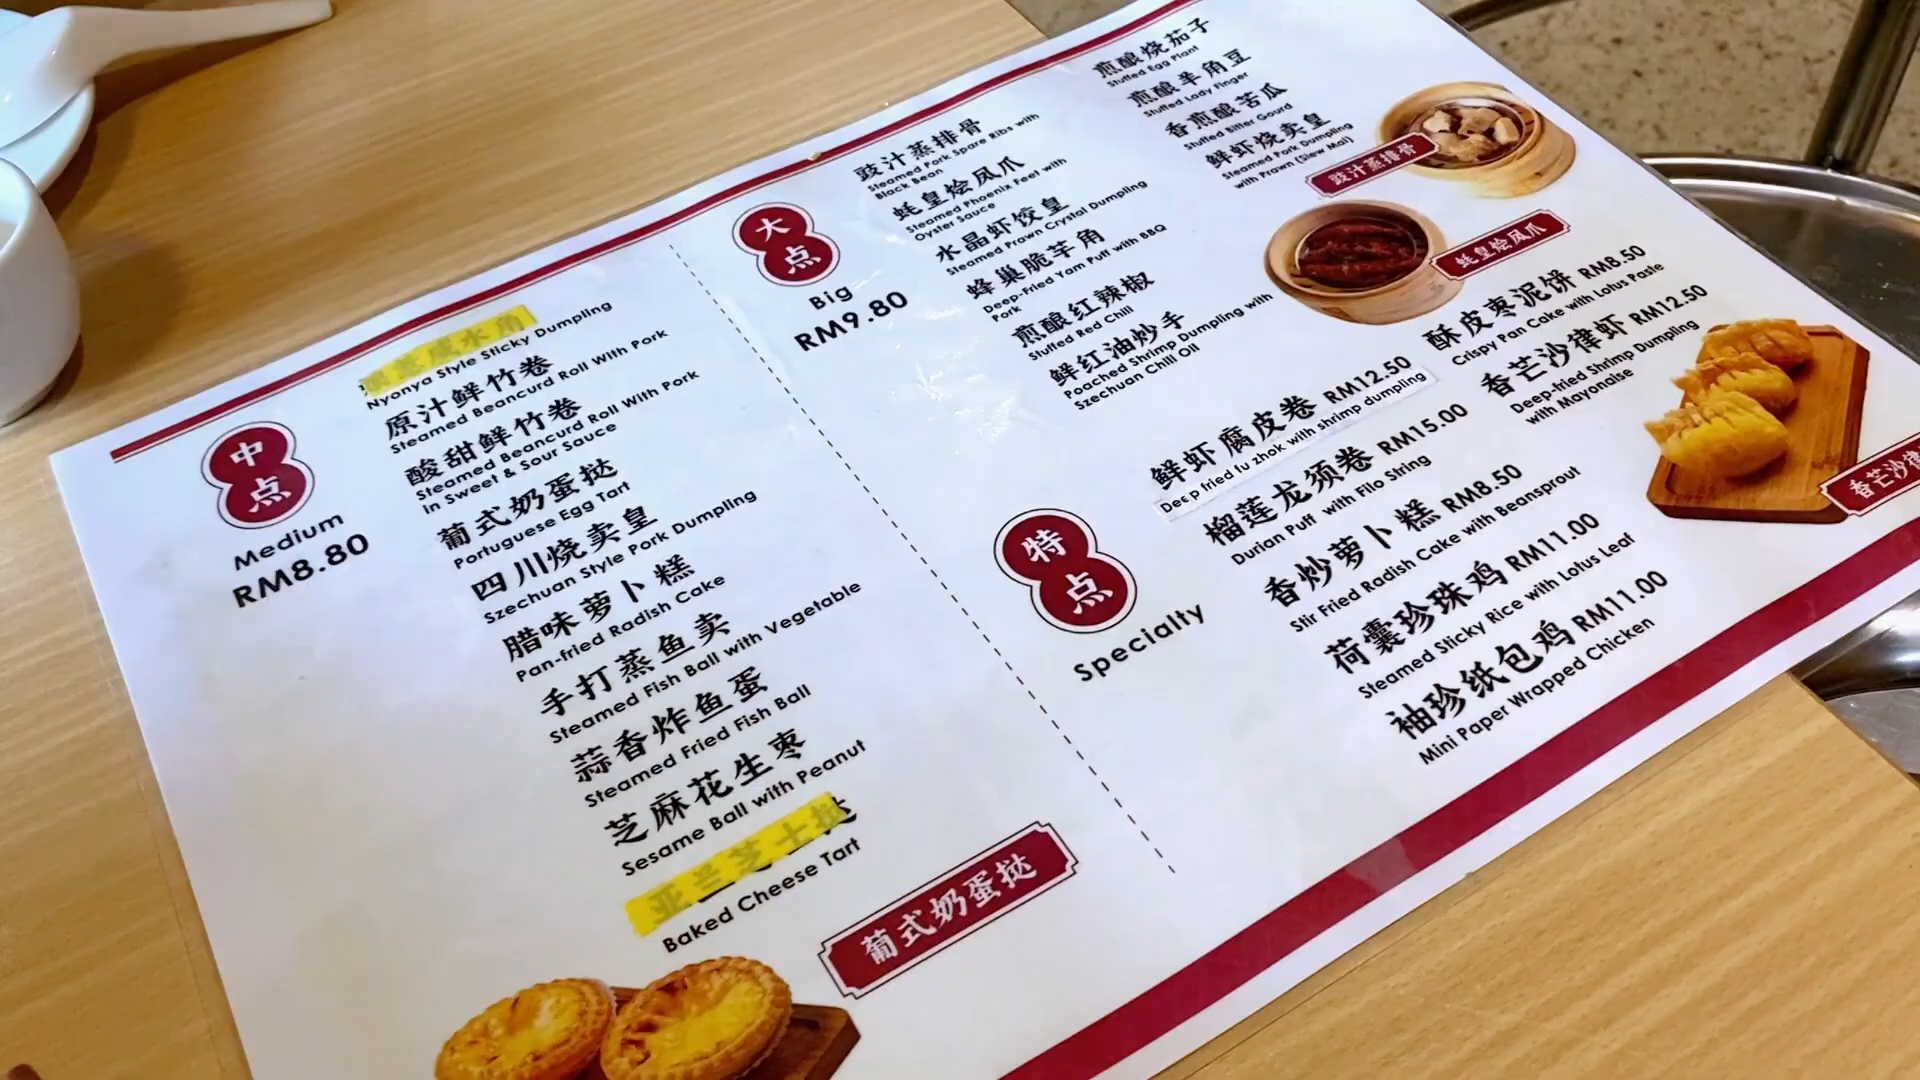 中点
Medium
RM8.80
咸水角
Nyonya Style Sticky Dumpling
原汁鲜竹卷
Steamed Beancurd Roll With Pork
酸甜鲜竹卷
Steamed Beancurd Roll With Pork
In Sweet & Sour Sauce
葡式奶蛋挞
Portuguese Egg Tart
四川烧卖皇
Szechuan Style Pork Dumpling
腊味萝卜糕
Pan-fried Radish Cake
手打蒸鱼卖
Steamed Fish Ball with Vegetable
蒜香炸鱼蛋
Steamed Fried Fish Ball
芝麻花生枣
Sesame Ball with Peanut
芝士挞
Baked Cheese Tart
葡式奶蛋挞
大点
Big
RM9.80
豉汁蒸排骨
Steamed Pork Spare Ribs with
Black Bean
蚝皇烩凤爪
Steamed Phoenix Feet with
Oyster Sauce
水晶虾饺皇
Steamed Prawn Crystal Dumpling
蜂巢脆芋角
Deep-Fried Yam Puff with BBQ
Pork
煎酿红辣椒
Stuffed Red Chili
鲜红油炒手
Poached Shrimp Dumpling with
Szechuan Chili Oil
煎酿烧茄子
Stuffed Egg Plant
煎酿羊角豆
Stuffed Lady Finger
香煎酿苦瓜
Stuffed Bitter Gourd
鲜虾烧卖皇
Steamed Pork Dumpling
with Prawn (Siew Mai)
豉汁蒸排骨
蚝皇烩凤爪
特点
Specialty
鲜虾腐皮卷 RM12.50
Deep fried fu zhok with shrimp dumpling
榴莲龙须卷 RM15.00
Durian Puff with Filo String
香炒萝卜糕 RM8.50
Stir Fried Radish Cake with Beansprout
荷囊珍珠鸡 RM11.00
Steamed Sticky Rice with Lotus Leaf
袖珍纸包鸡 RM11.00
Mini Paper Wrapped Chicken
酥皮枣泥饼 RM8.50
Crispy Pan Cake with Lotus Paste
香芒沙律虾 RM12.50
Deep-fried Shrimp Dumpling
with Mayonaise
香芒沙律